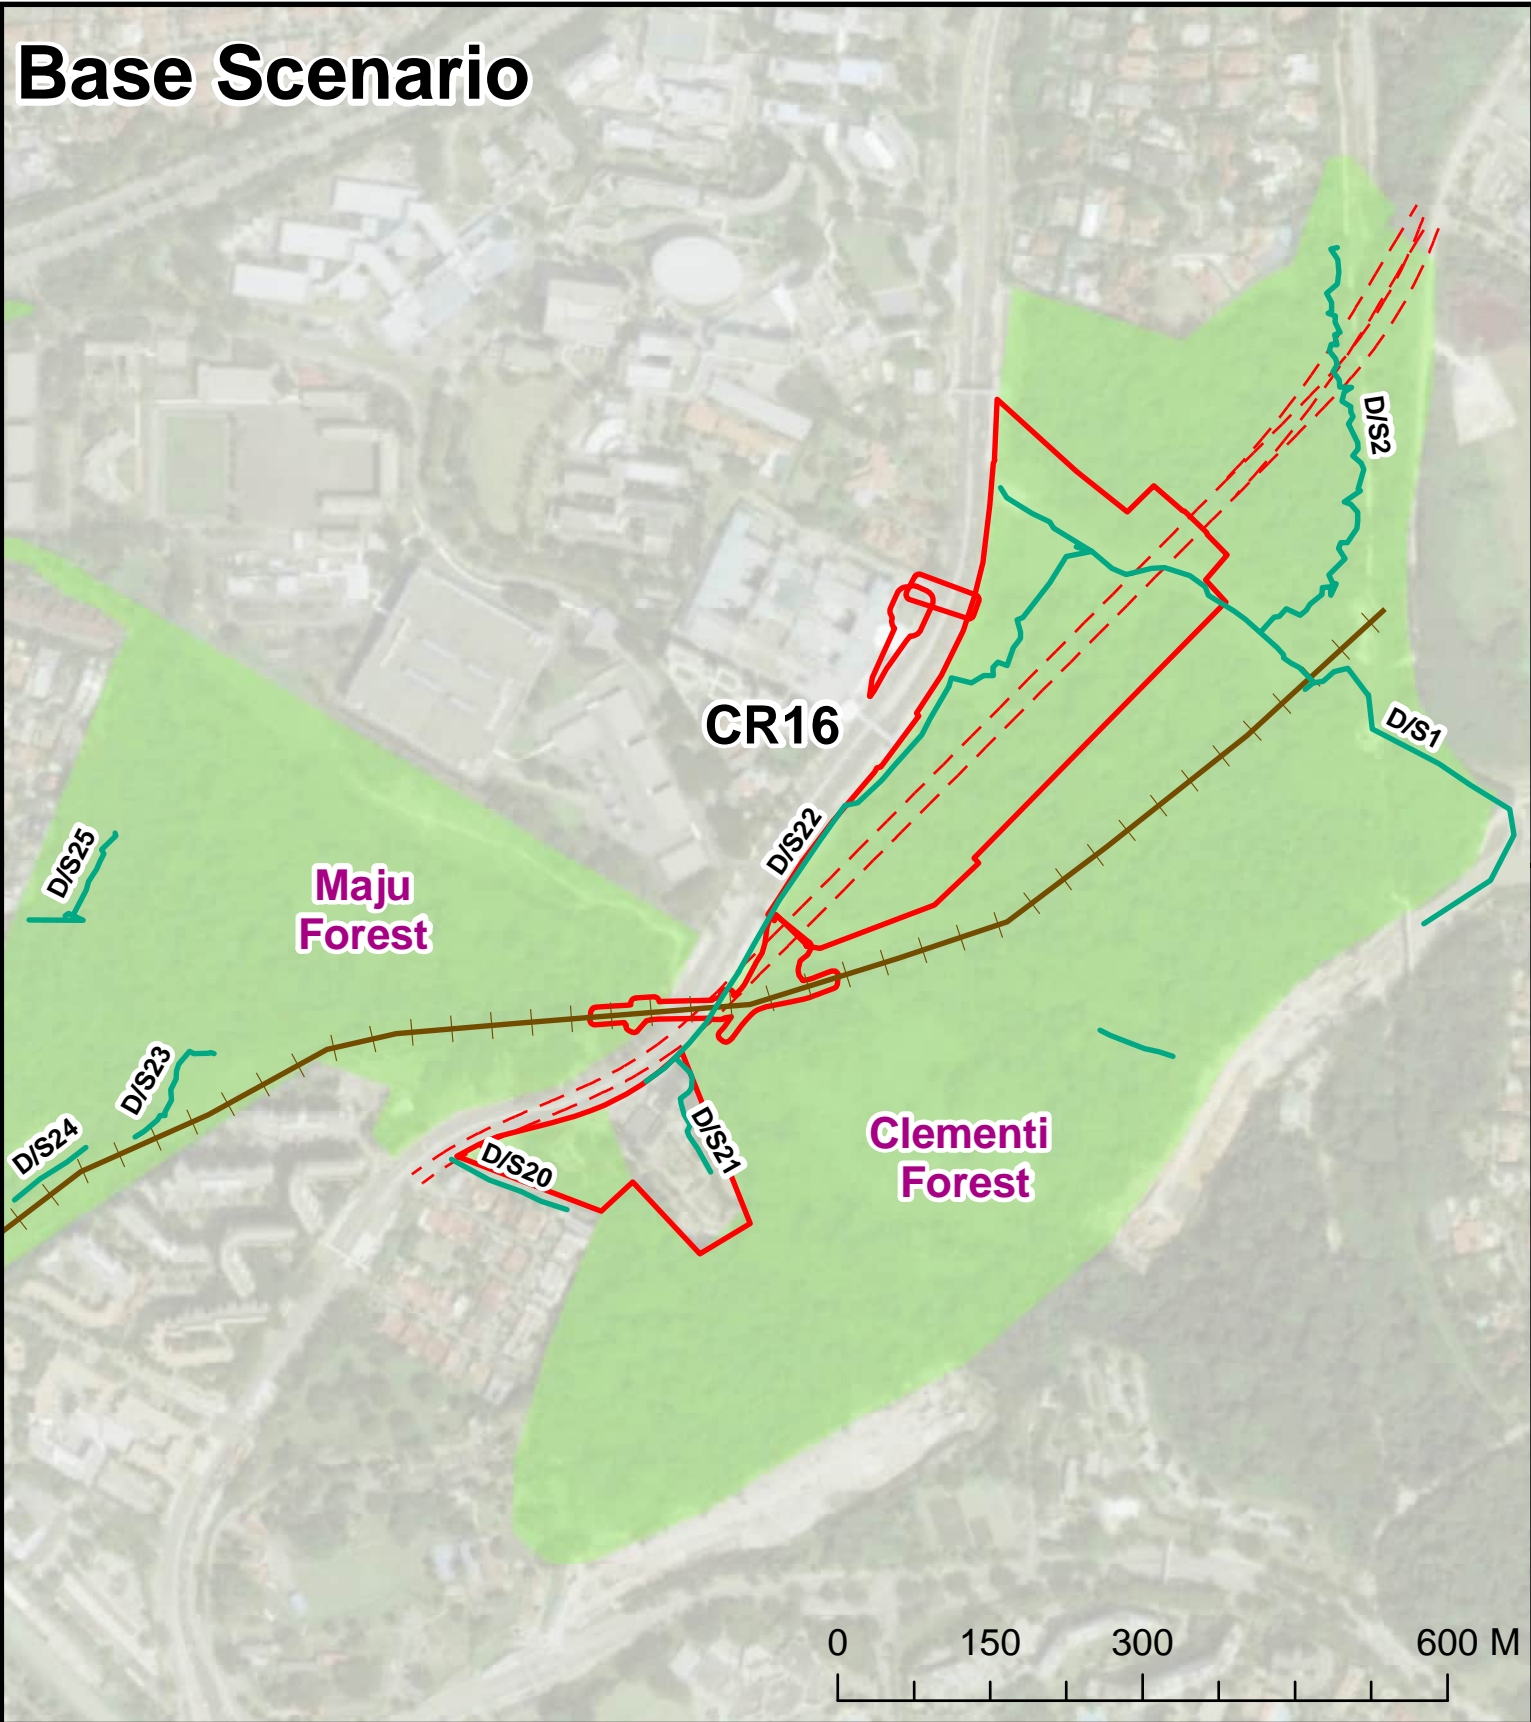 Base Scenario
D/S2
CR16
D/S1
D/S22
D/S25
Maju
Forest
D/S23
D/S24
D/S21
D/S20
Clementi
Forest
0 150 300 600 M